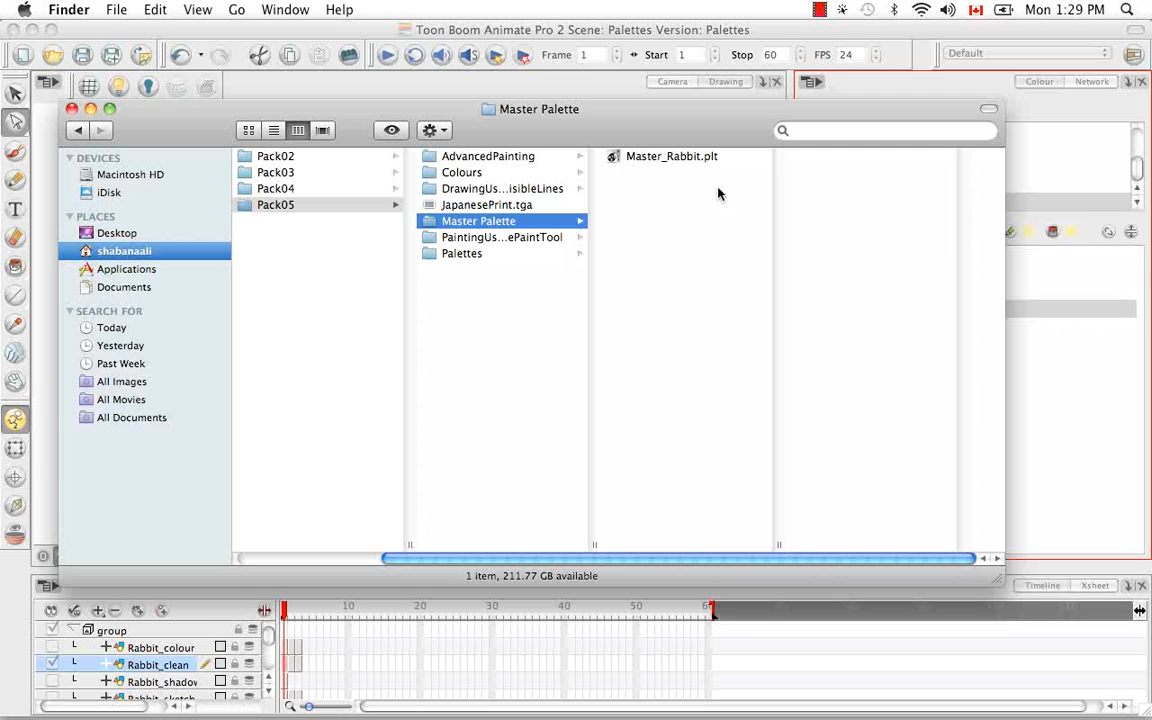 Finder File Edit View Go Window Help Mon 1:29 PM
Toon Boom Animate Pro 2 Scene: Palettes Version: Palettes
Frame 1 Start 1 Stop 60 FPS 24 Default
Camera Drawing Colour Network
Master Palette
DEVICES
Macintosh HD
iDisk
PLACES
Desktop
shabanaali
Applications
Documents
SEARCH FOR
Today
Yesterday
Past Week
All Images
All Movies
All Documents
Pack02
Pack03
Pack04
Pack05
AdvancedPainting
Colours
DrawingUs...isibleLines
JapanesePrint.tga
Master Palette
PaintingUs...ePaintTool
Palettes
Master_Rabbit.plt
1 item, 211.77 GB available
Timeline Xsheet
10 20 30 40 50
group
Rabbit_colour
Rabbit_clean
Rabbit_shadov